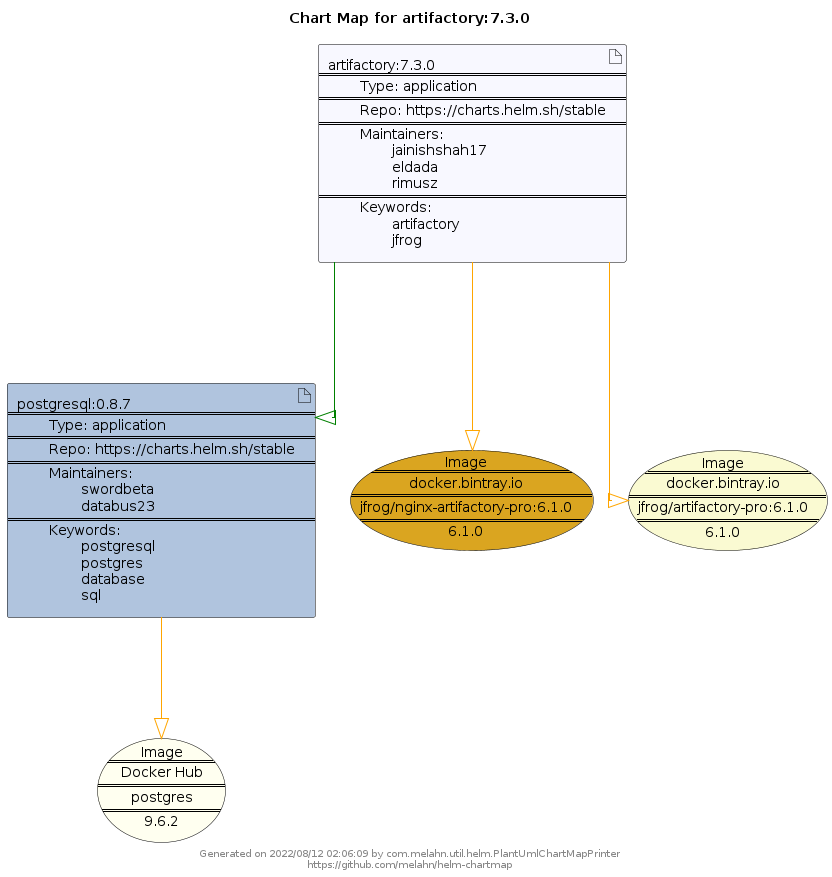 Chart Map for artifactory:7.3.0
artifactory:7.3.0
Type: application
Repo: https://charts.helm.sh/stable
Maintainers:
jainishshah17
eldada
rimusz
Keywords:
artifactory
jfrog
postgresql:0.8.7
Type: application
Repo: https://charts.helm.sh/stable
Maintainers:
swordbeta
databus23
Keywords:
postgresql
postgres
database
sql
Image
docker.bintray.io
jfrog/nginx-artifactory-pro:6.1.0
6.1.0
Image
docker.bintray.io
jfrog/artifactory-pro:6.1.0
6.1.0
Image
Docker Hub
postgres
9.6.2
Generated on 2022/08/12 02:06:09 by com.melahn.util.helm.PlantUmlChartMapPrinter
https://github.com/melahn/helm-chartmap